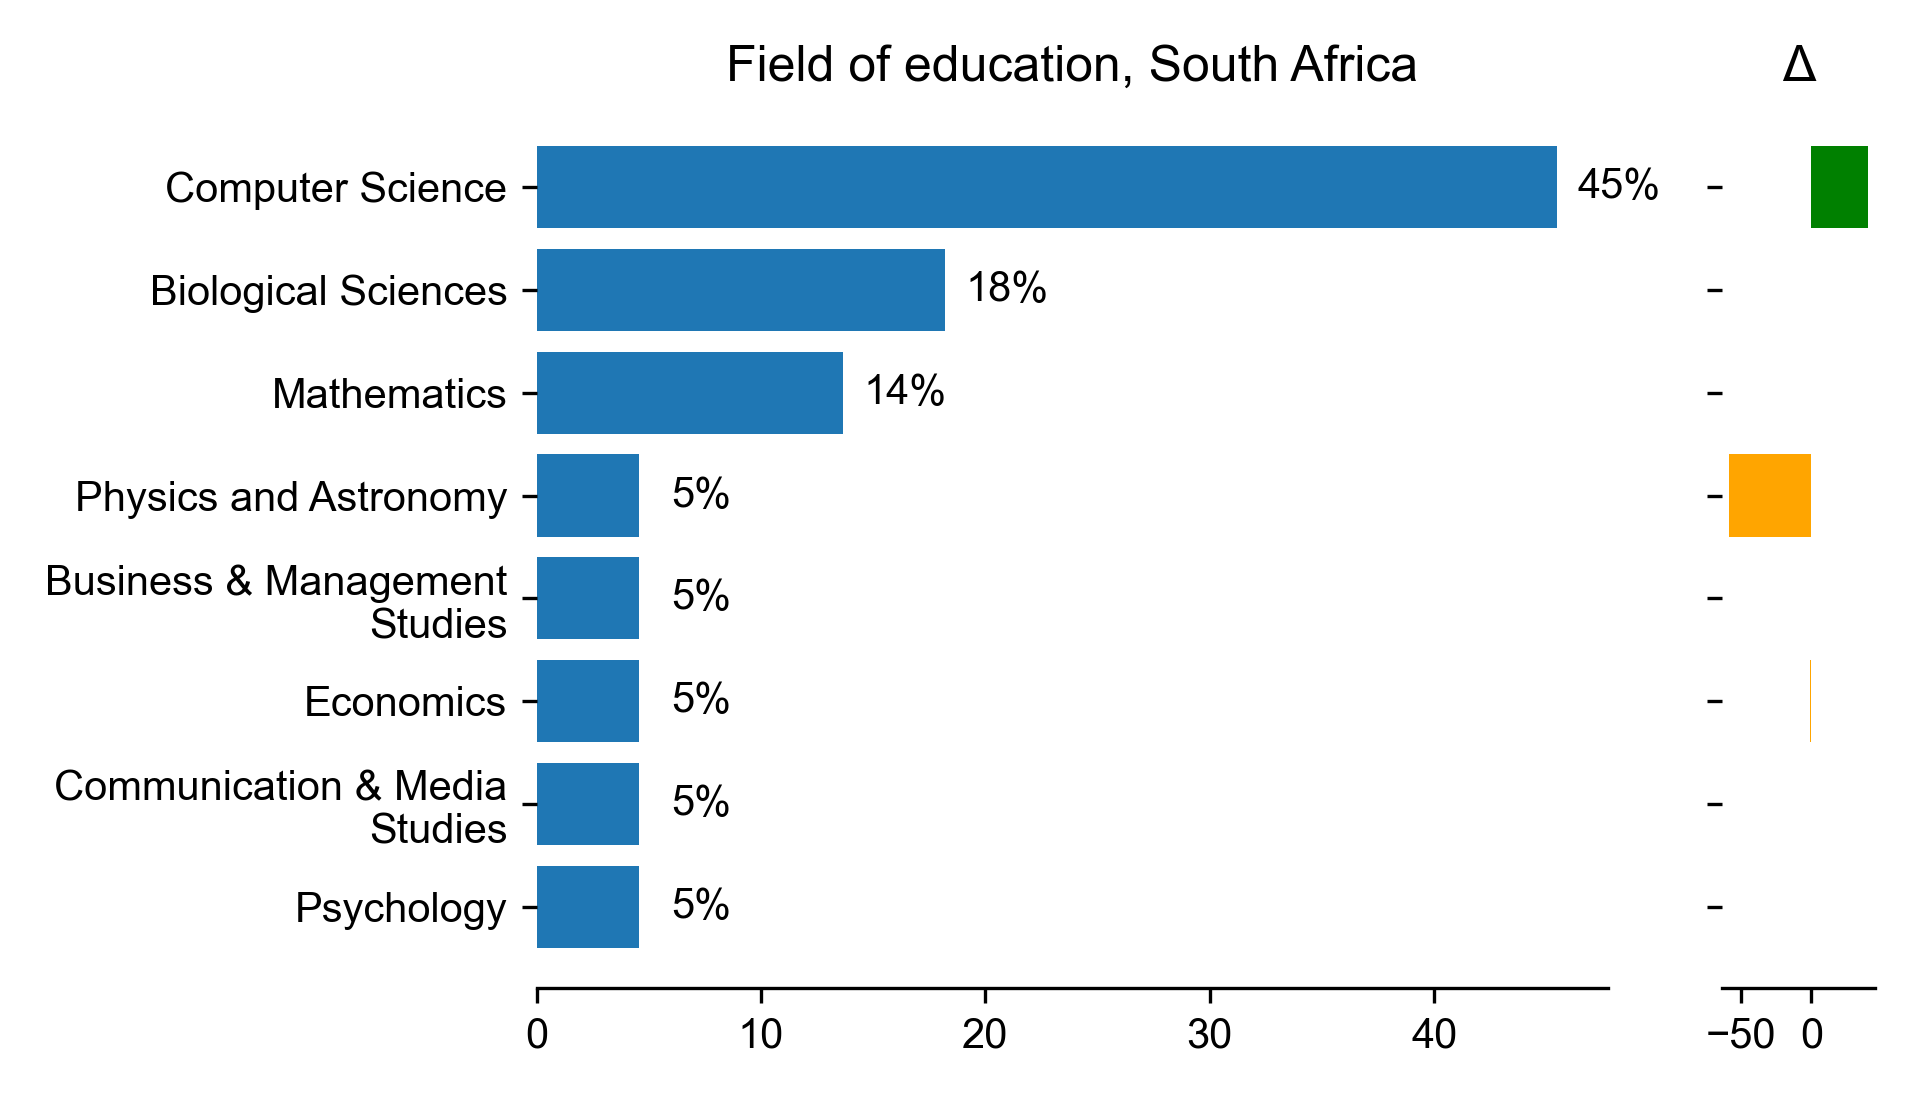 Field of education, South Africa
Δ
Computer Science
45%
Biological Sciences
18%
Mathematics
14%
Physics and Astronomy
5%
Business & Management
Studies
5%
Economics
5%
Communication & Media
Studies
5%
Psychology
5%
0 10 20 30 40
−50 0